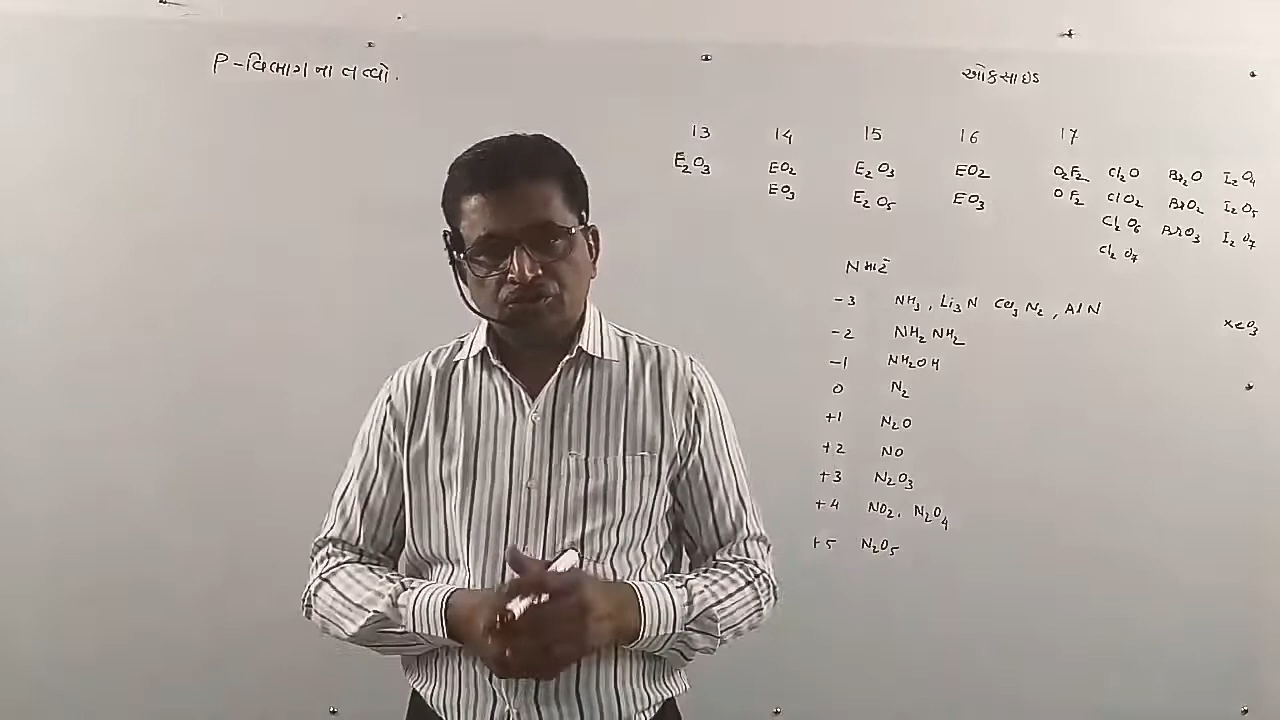 P-વિભાગના તત્વો.
ઓક્સાઇડ
13 14 15 16 17
E₂O₃ EO₂ E₂O₃ EO₂ O₂F₂ Cl₂O Br₂O I₂O₄
EO₃ E₂O₅ EO₃ OF₂ ClO₂ BrO₂ I₂O₅
Cl₂O₆ BrO₃ I₂O₇
Cl₂O₇
N માટે
-3 NH₃, Li₃N Ca₃N₂, AlN
XeO₃
-2 NH₂NH₂
-1 NH₂OH
0 N₂
+1 N₂O
+2 NO
+3 N₂O₃
+4 NO₂, N₂O₄
+5 N₂O₅